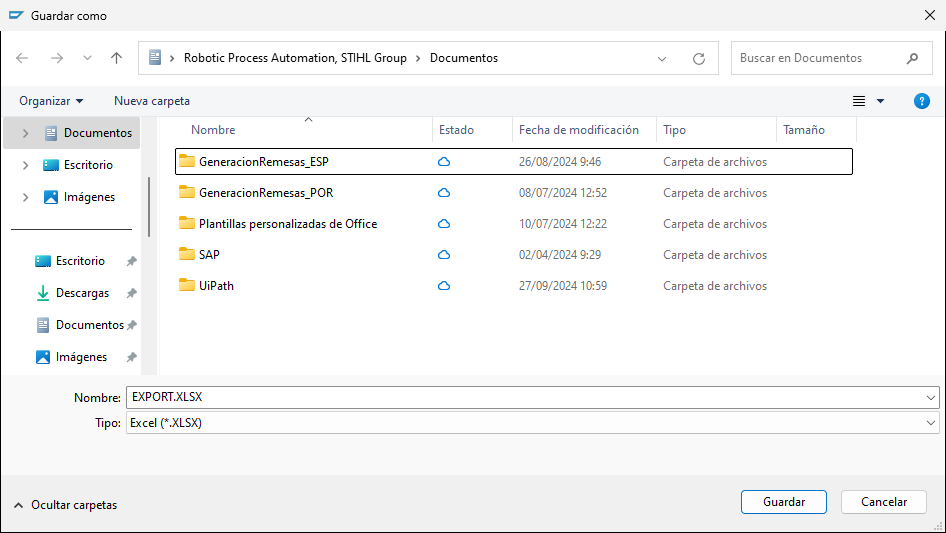 Guardar como
Robotic Process Automation, STIHL Group > Documentos
Buscar en Documentos
Organizar Nueva carpeta
Nombre Estado Fecha de modificación Tipo Tamaño
Documentos
Escritorio
Imágenes
Escritorio
Descargas
Documentos
Imágenes
GeneracionRemesas_ESP 26/08/2024 9:46 Carpeta de archivos
GeneracionRemesas_POR 08/07/2024 12:52 Carpeta de archivos
Plantillas personalizadas de Office 10/07/2024 12:22 Carpeta de archivos
SAP 02/04/2024 9:29 Carpeta de archivos
UiPath 27/09/2024 10:59 Carpeta de archivos
Nombre: EXPORT.XLSX
Tipo: Excel (*.XLSX)
Ocultar carpetas Guardar Cancelar